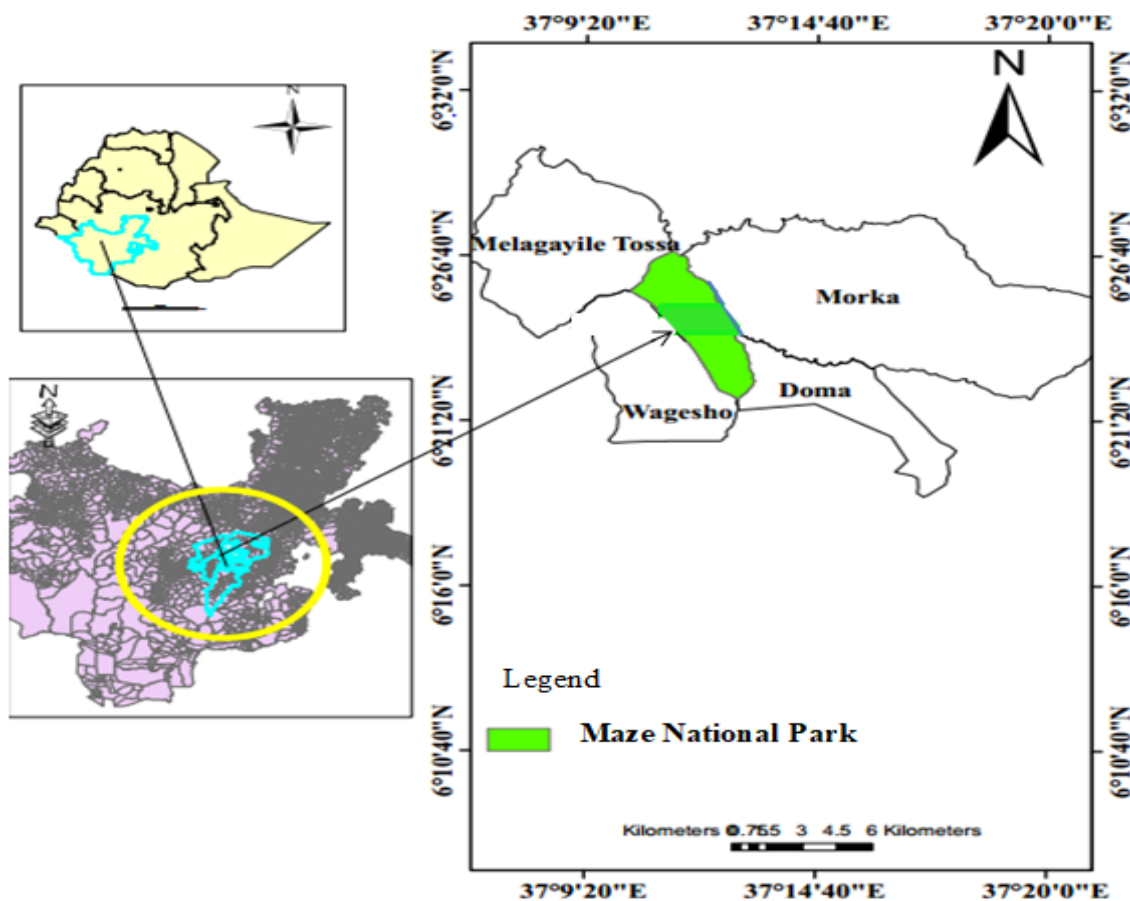 37°9'20"E 37°14'40"E 37°20'0"E
N
N
6°32'0"N 6°32'0"N
Melagayile Tossa
6°26'40"N 6°26'40"N
Morka
Doma
N
Wagesho
6°21'20"N 6°21'20"N
6°16'0"N 6°16'0"N
Legend
Maze National Park
6°10'40"N 6°10'40"N
Kilometers 3 4.5 6 Kilometers
37°9'20"E 37°14'40"E 37°20'0"E